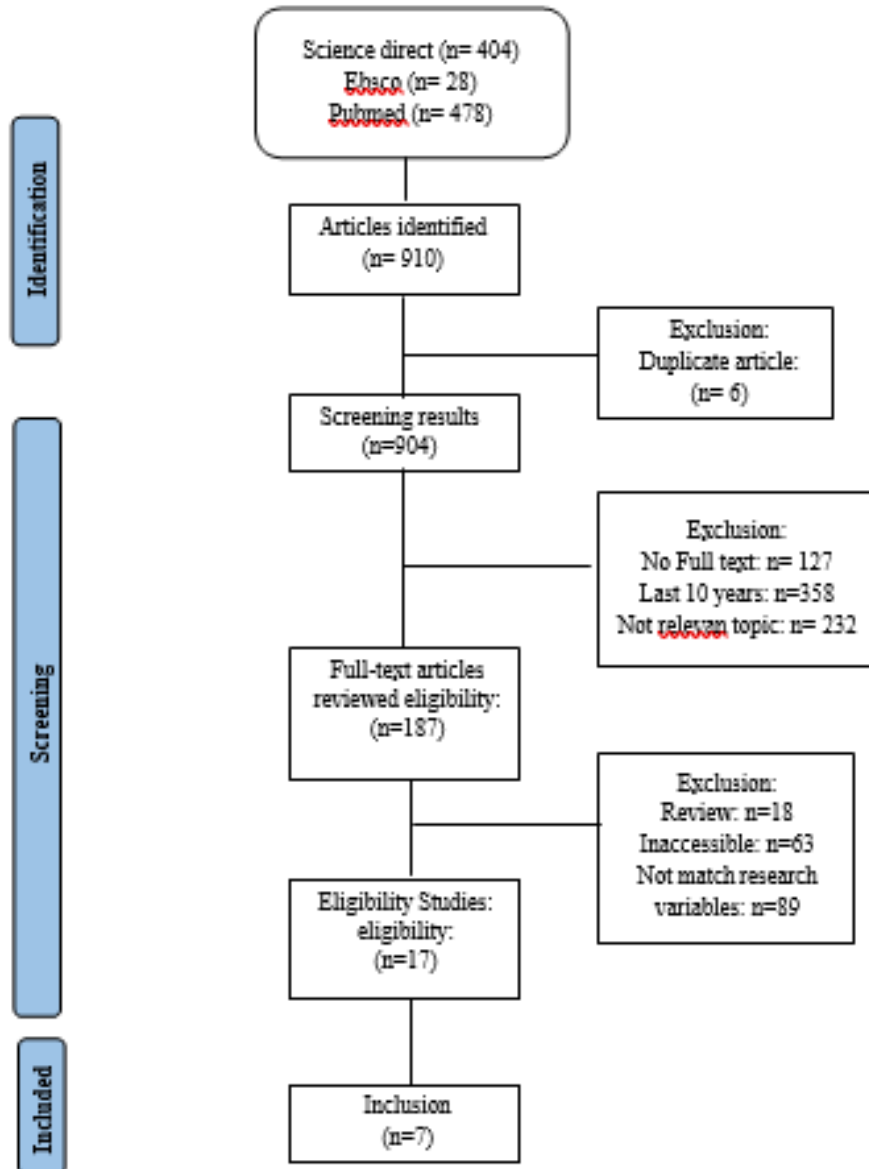 Science direct (n= 404)
Ebsco (n= 28)
Pubmed (n= 478)
Identification
Articles identified
(n= 910)
Exclusion:
Duplicate article:
(n= 6)
Screening results
(n=904)
Exclusion:
No Full text: n= 127
Last 10 years: n=358
Not relevan topic: n= 232
Screening
Full-text articles
reviewed eligibility:
(n=187)
Exclusion:
Review: n=18
Inaccessible: n=63
Not match research
variables: n=89
Eligibility Studies:
eligibility:
(n=17)
Included
Inclusion
(n=7)